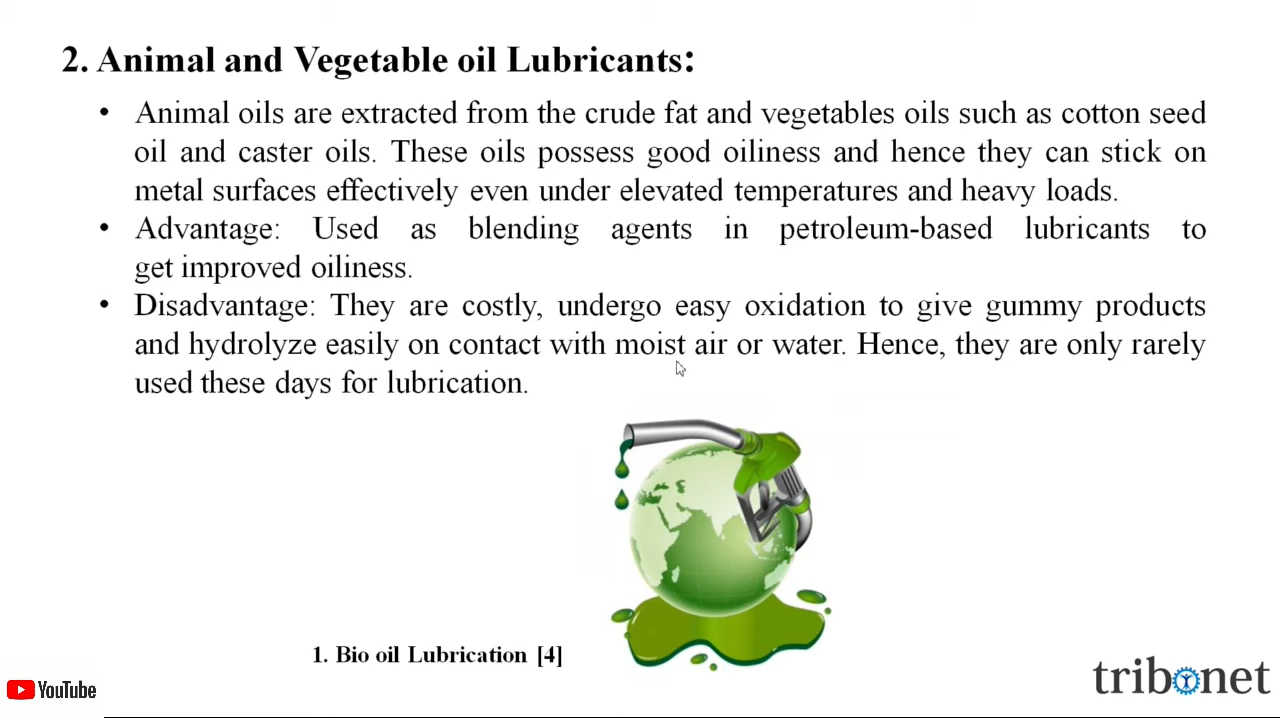 2. Animal and Vegetable oil Lubricants:
• Animal oils are extracted from the crude fat and vegetables oils such as cotton seed
oil and caster oils. These oils possess good oiliness and hence they can stick on
metal surfaces effectively even under elevated temperatures and heavy loads.
• Advantage: Used as blending agents in petroleum-based lubricants to
get improved oiliness.
• Disadvantage: They are costly, undergo easy oxidation to give gummy products
and hydrolyze easily on contact with moist air or water. Hence, they are only rarely
used these days for lubrication.
1. Bio oil Lubrication [4]
YouTube
tribonet